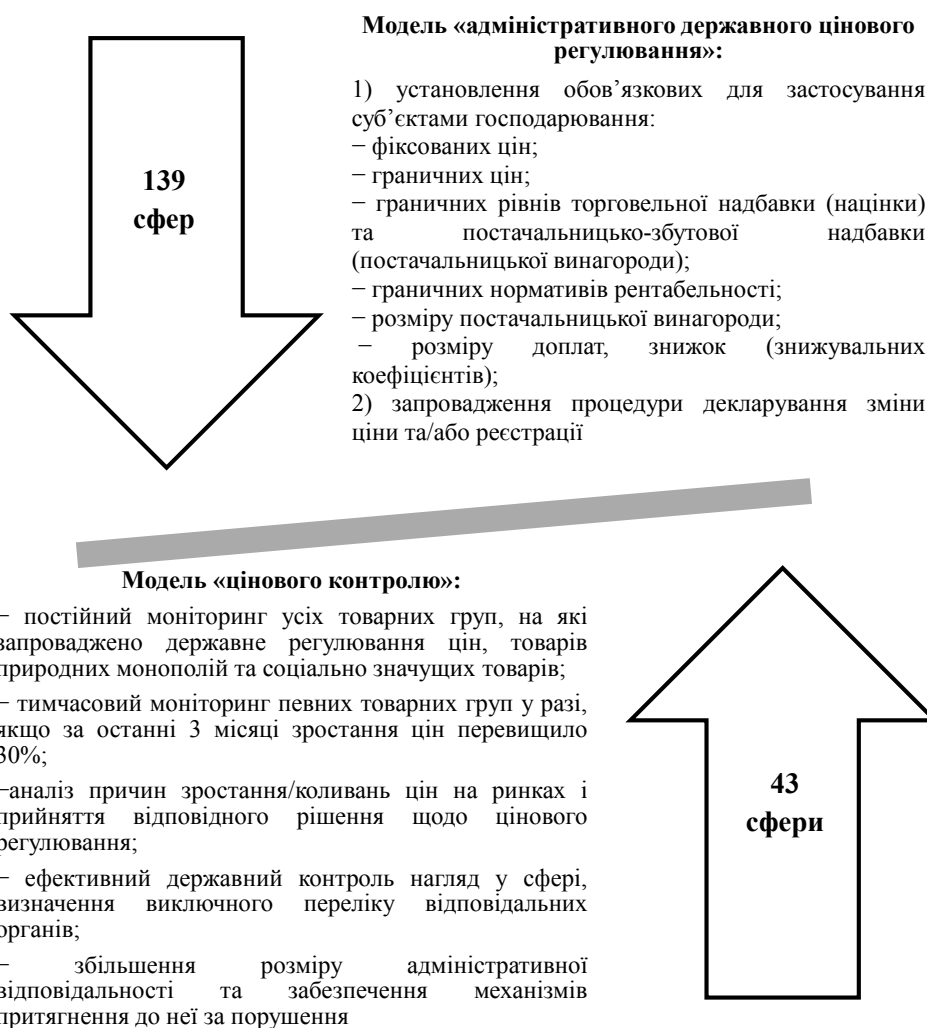 Модель «адміністративного державного цінового
регулювання»:
1) установлення обов’язкових для застосування
суб’єктами господарювання:
− фіксованих цін;
− граничних цін;
− граничних рівнів торговельної надбавки (націнки)
та постачальницько-збутової надбавки
(постачальницької винагороди);
− граничних нормативів рентабельності;
− розміру постачальницької винагороди;
− розміру доплат, знижок (знижувальних
коефіцієнтів);
2) запровадження процедури декларування зміни
ціни та/або реєстрації
139
сфер
Модель «цінового контролю»:
− постійний моніторинг усіх товарних груп, на які
запроваджено державне регулювання цін, товарів
природних монополій та соціально значущих товарів;
− тимчасовий моніторинг певних товарних груп у разі,
якщо за останні 3 місяці зростання цін перевищило
30%;
−аналіз причин зростання/коливань цін на ринках і
прийняття відповідного рішення щодо цінового
регулювання;
− ефективний державний контроль нагляд у сфері,
визначення виключного переліку відповідальних
органів;
− збільшення розміру адміністративної
відповідальності та забезпечення механізмів
притягнення до неї за порушення
43
сфери